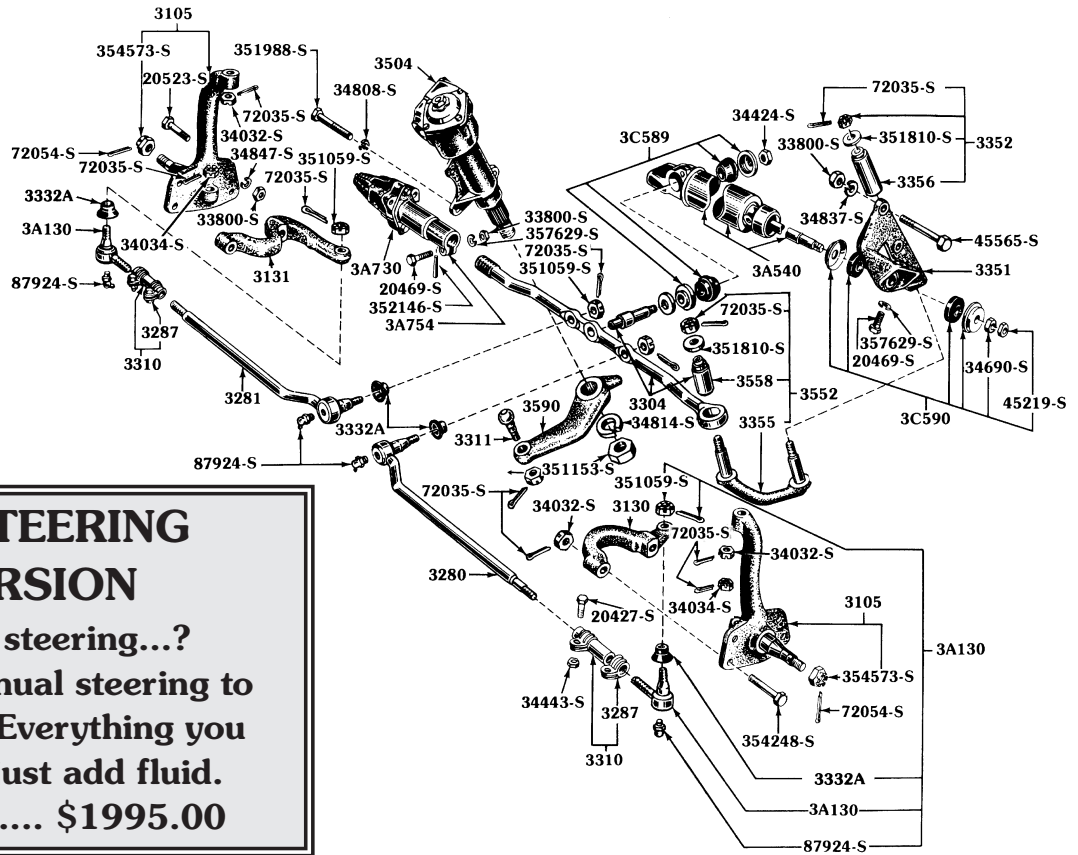 3105
354573-S
351988-S
3504
20523-S
34808-S
72035-S
72035-S
34424-S
3C589
34032-S
351810-S
3352
33800-S
72054-S
34847-S
351059-S
72035-S
72035-S
3356
3332A
33800-S
33800-S
34837-S
3A130
34034-S
357629-S
45565-S
72035-S
3131
3A730
351059-S
3A540
3351
87924-S
20469-S
352146-S
72035-S
3287
3A754
357629-S
3310
351810-S
20469-S
34690-S
3281
3558
3552
3304
45219-S
3590
3C590
3332A
3311
34814-S
3355
87924-S
351153-S
351059-S
72035-S
34032-S
3130
72035-S
34032-S
TEERING
RSION
3280
34034-S
3105
20427-S
steering...?
3A130
nual steering to
354573-S
34443-S
3287
72054-S
Everything you
354248-S
3310
ust add fluid.
3332A
.... $1995.00
3A130
87924-S